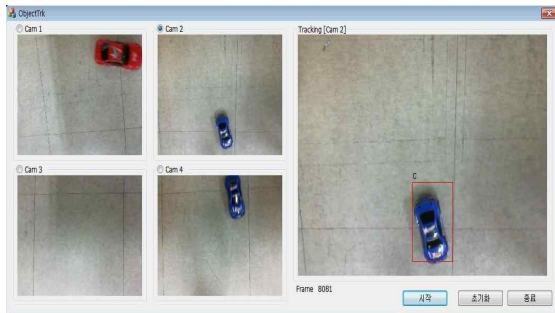 ObjectTrk
Cam 1
Cam 2
Cam 3
Cam 4
Tracking [Cam 2]
C
Frame 8081
시작
초기화
종료